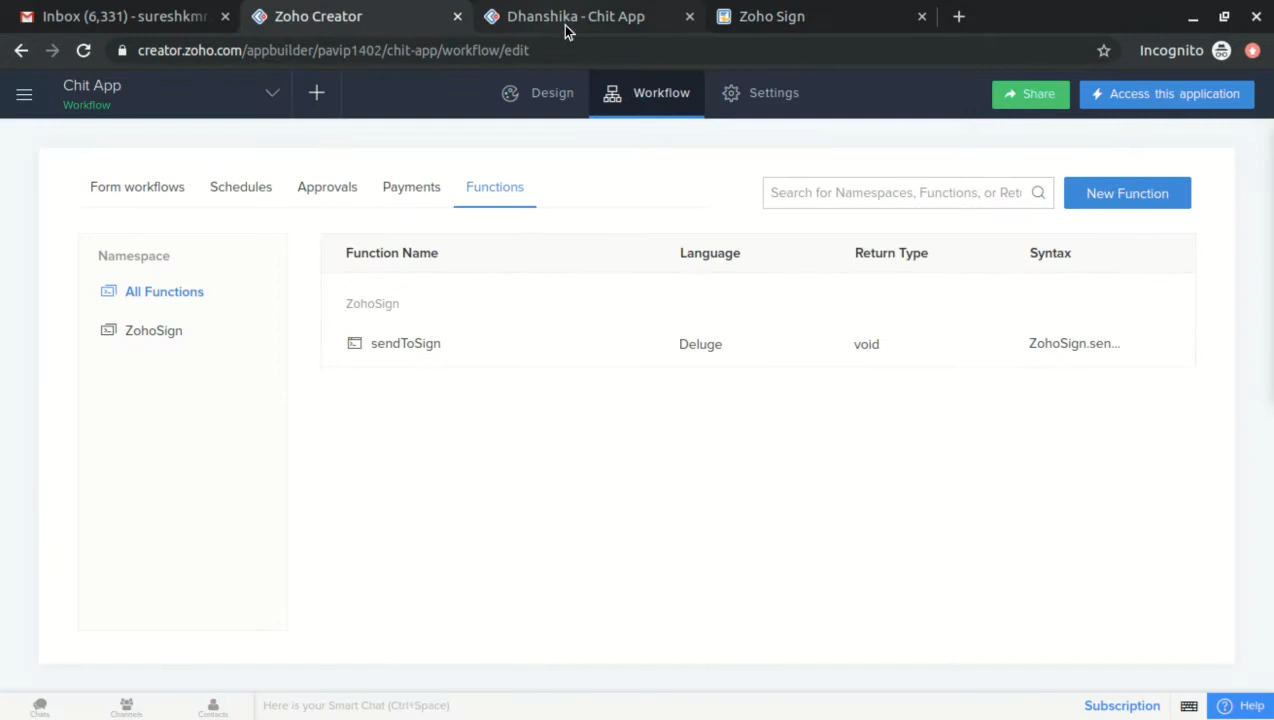 Inbox (6,331) - sureshkmr
Zoho Creator
Dhanshika - Chit App
Zoho Sign
creator.zoho.com/appbuilder/pavip1402/chit-app/workflow/edit
Incognito
Chit App
Workflow
Design
Workflow
Settings
Share
Access this application
Form workflows
Schedules
Approvals
Payments
Functions
Search for Namespaces, Functions, or Ret
New Function
Namespace
All Functions
ZohoSign
Function Name
Language
Return Type
Syntax
ZohoSign
sendToSign
Deluge
void
ZohoSign.sen...
Chats
Channels
Contacts
Here is your Smart Chat (Ctrl+Space)
Subscription
Help